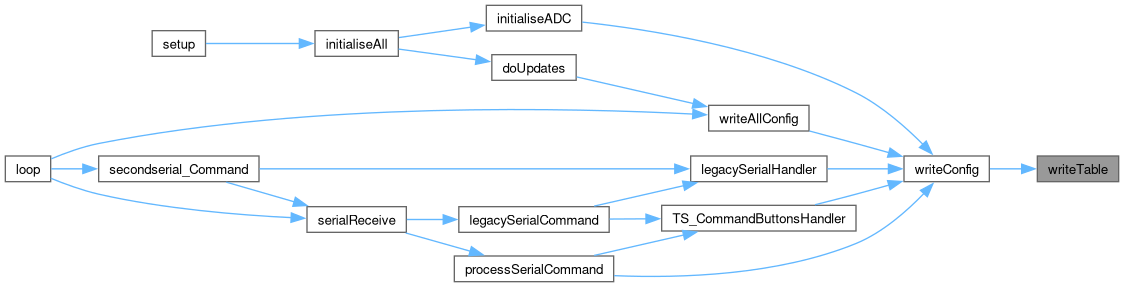 initialiseADC
setup
initialiseAll
doUpdates
writeAllConfig
loop
secondserial_Command
legacySerialHandler
writeConfig
writeTable
serialReceive
legacySerialCommand
TS_CommandButtonsHandler
processSerialCommand